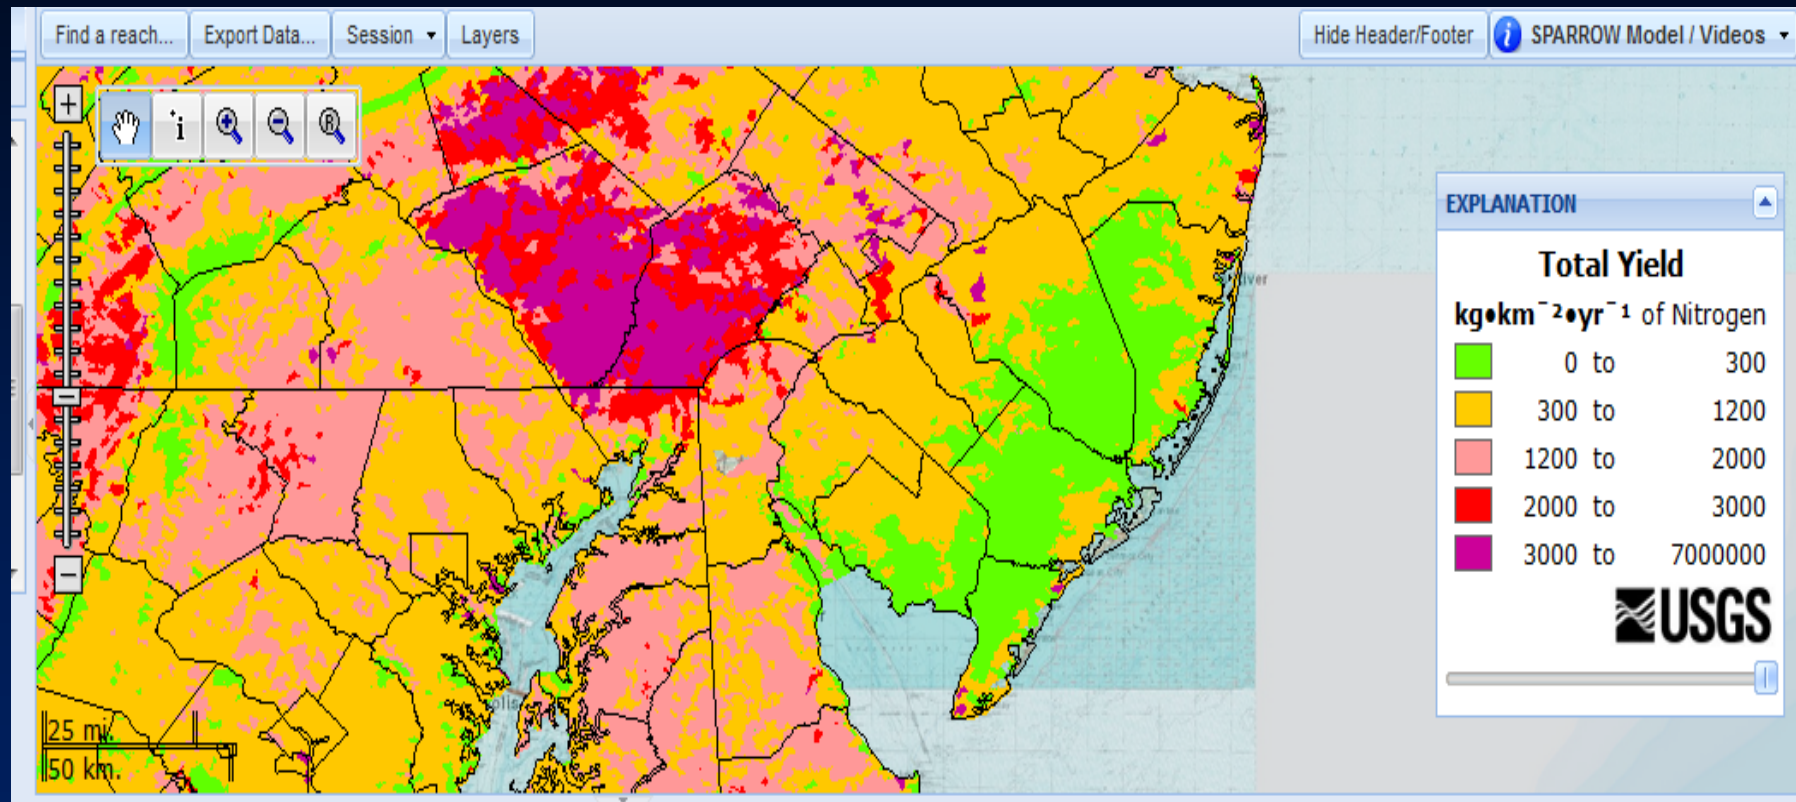 Find a reach... Export Data... Session Layers Hide Header/Footer i SPARROW Model / Videos
+ i R
EXPLANATION
Total Yield
kg•km⁻²•yr⁻¹ of Nitrogen
0 to 300
300 to 1200
1200 to 2000
2000 to 3000
3000 to 7000000
USGS
−
olis
25 mi.
50 km.